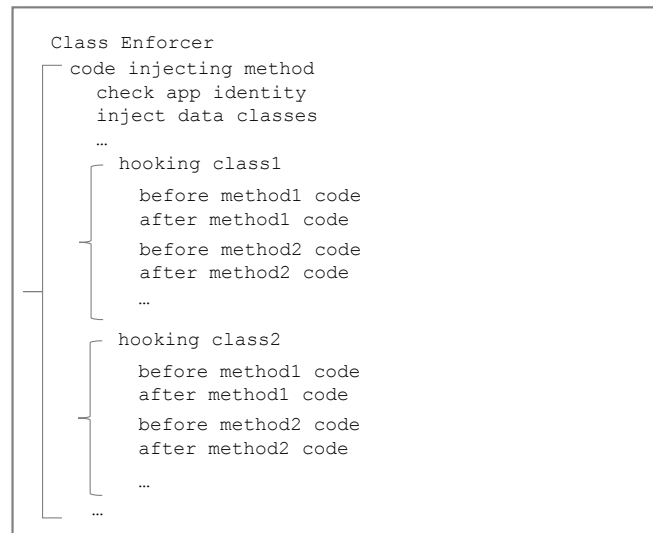 Class Enforcer
code injecting method
check app identity
inject data classes
…
hooking class1
before method1 code
after method1 code
before method2 code
after method2 code
…
hooking class2
before method1 code
after method1 code
before method2 code
after method2 code
…
…